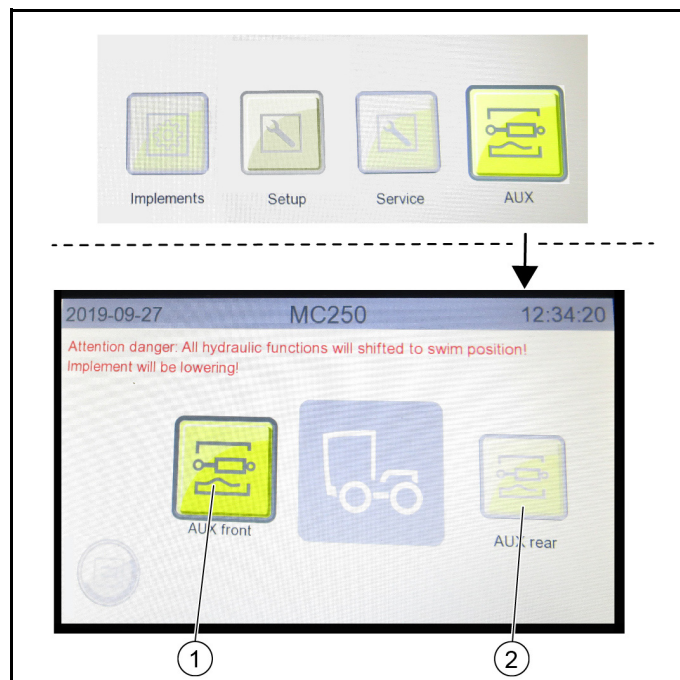 Implements
Setup
Service
AUX
2019-09-27
MC250
12:34:20
Attention danger: All hydraulic functions will shifted to swim position!
Implement will be lowering!
AUX front
AUX rear
1
2